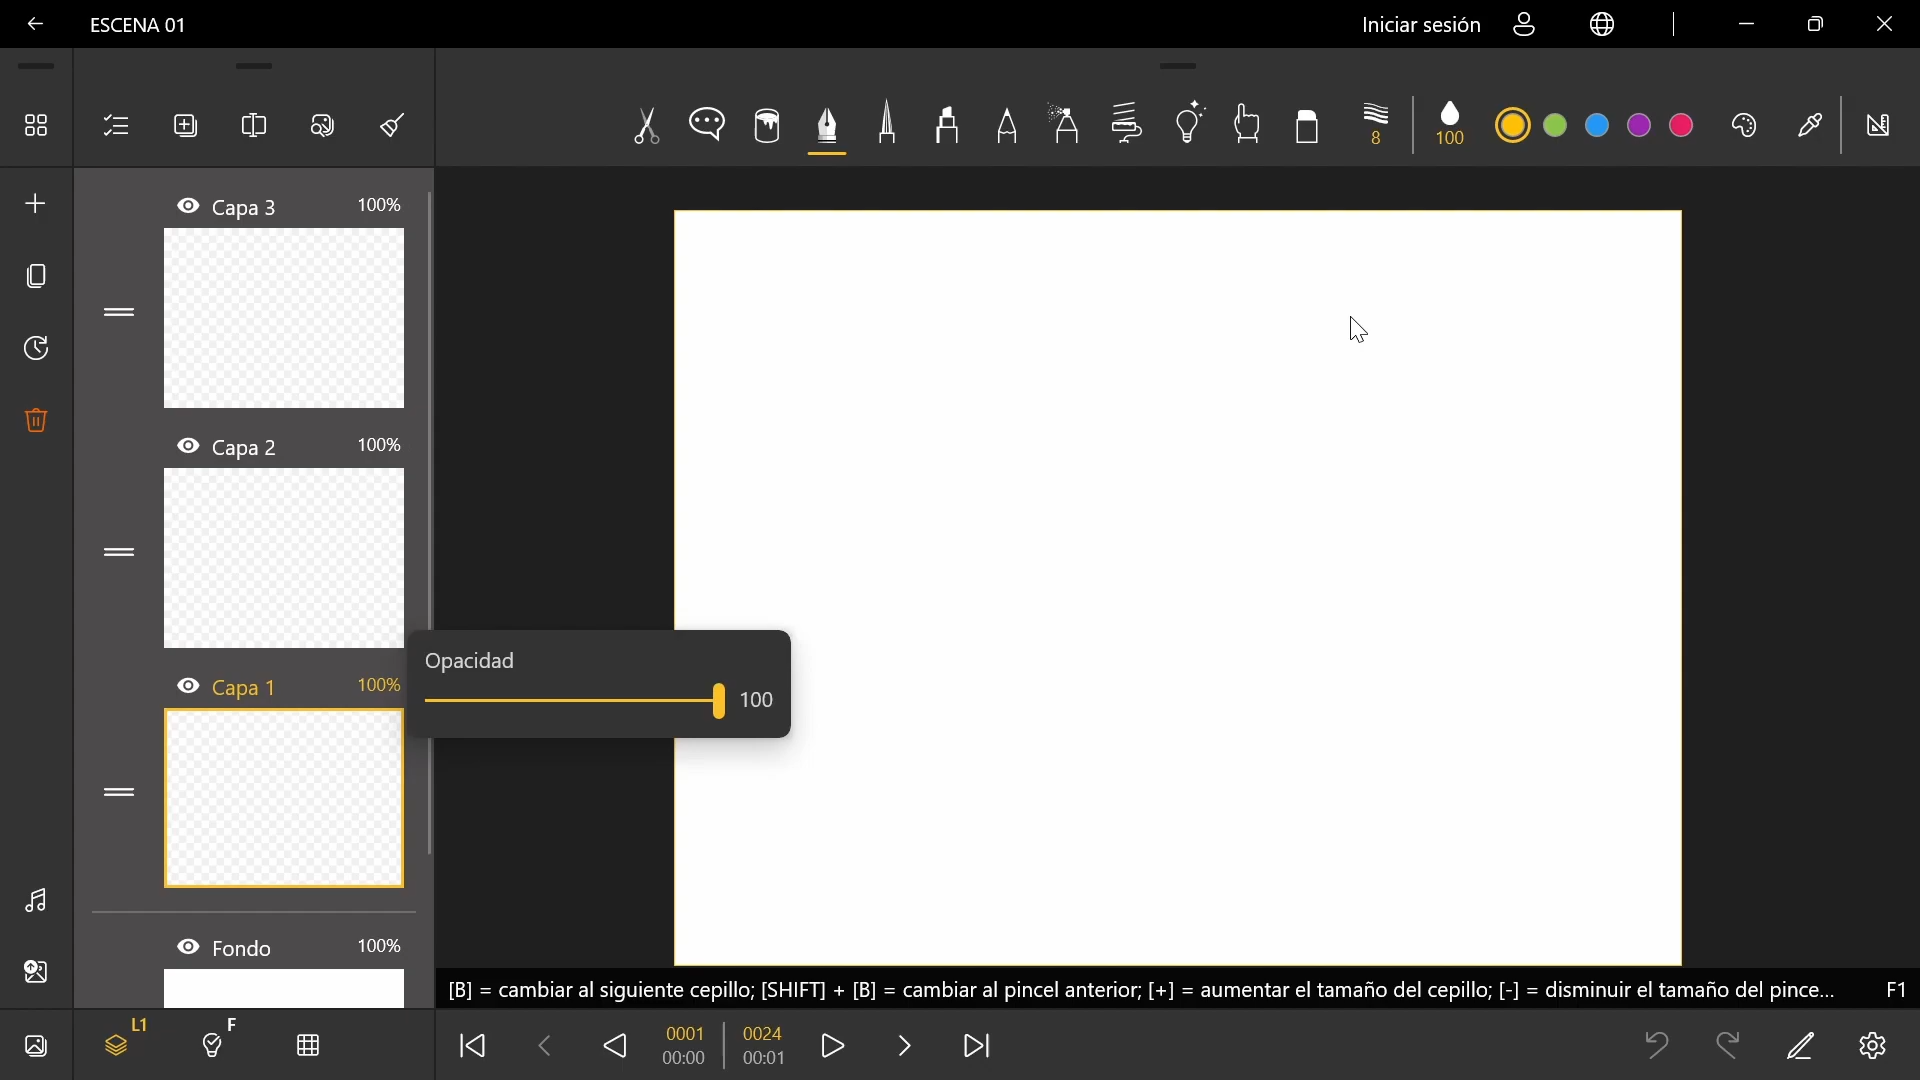 ESCENA 01
Iniciar sesión
8
100
Capa 3 100%
Capa 2 100%
Opacidad
Capa 1 100%
100
Fondo 100%
[B] = cambiar al siguiente cepillo; [SHIFT] + [B] = cambiar al pincel anterior; [+] = aumentar el tamaño del cepillo; [-] = disminuir el tamaño del pince... F1
L1
F
0001 0024
00:00 00:01